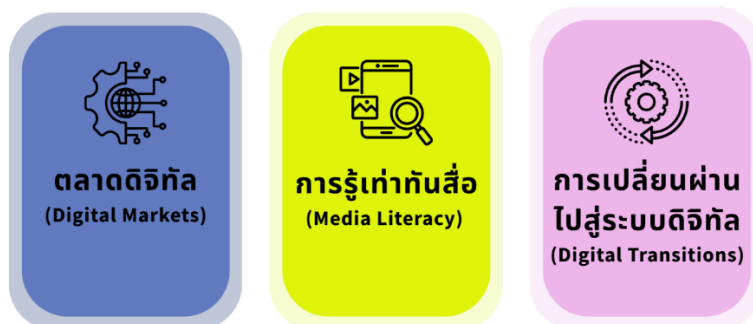 ตลาดดิจิทัล
(Digital Markets)
การรู้เท่าทันสื่อ
(Media Literacy)
การเปลี่ยนผ่าน
ไปสู่ระบบดิจิทัล
(Digital Transitions)